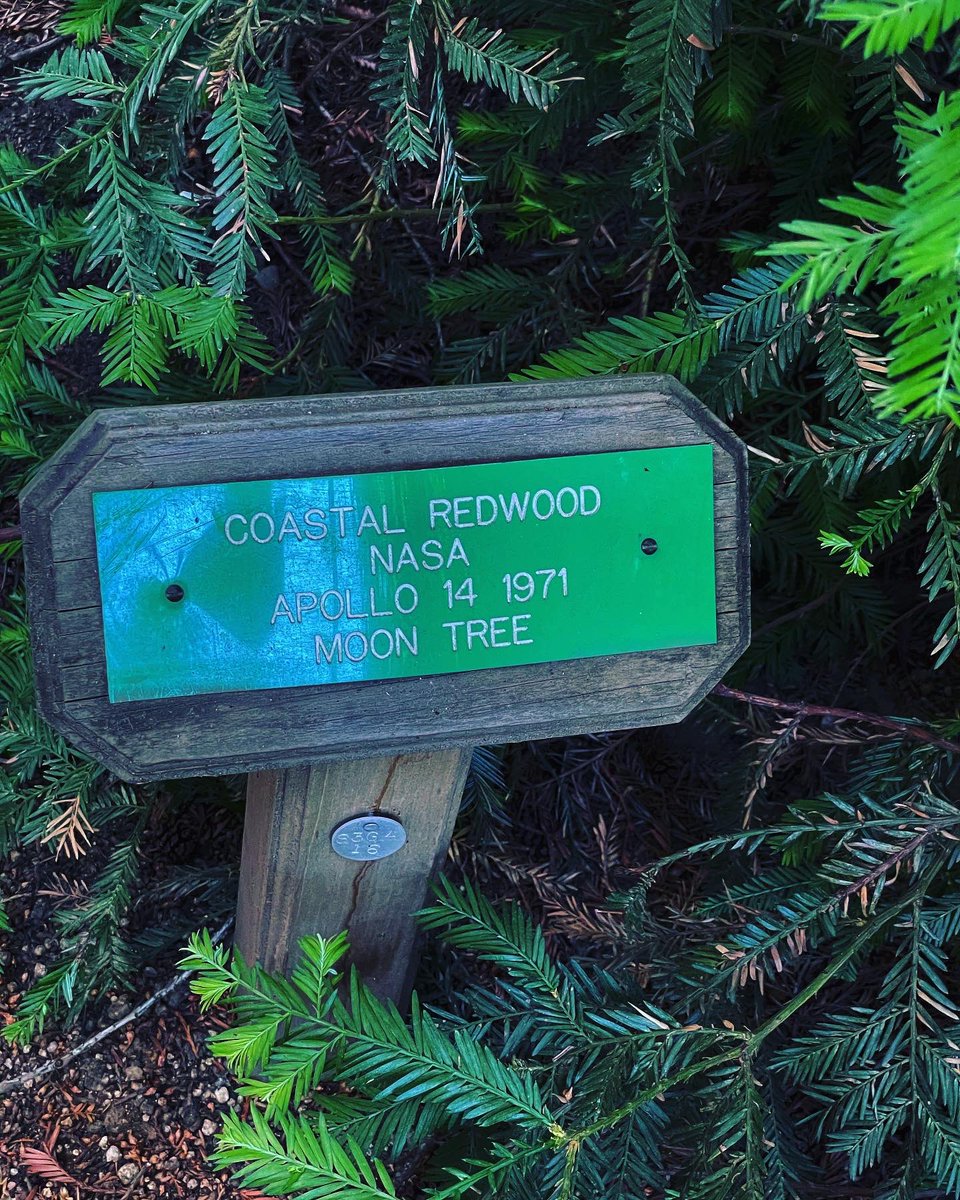 COASTAL REDWOOD
NASA
APOLLO 14 1971
MOON TREE